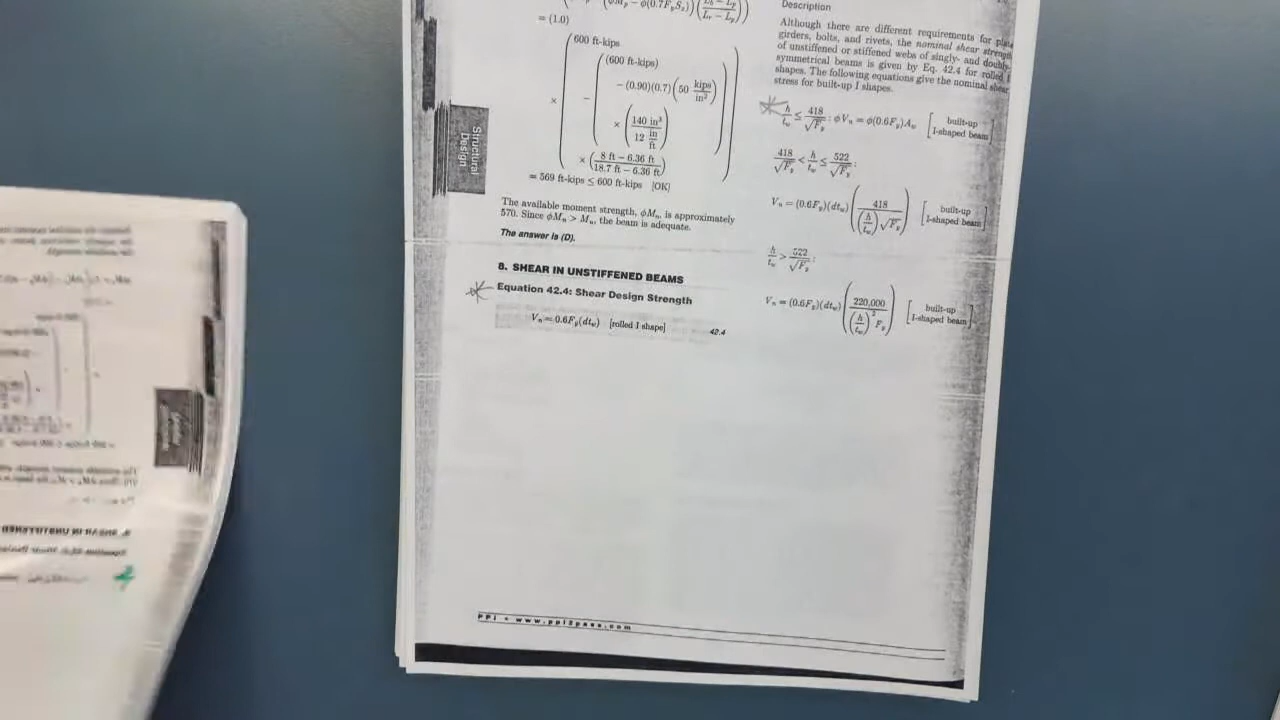 = (1.0)
600 ft-kips
(600 ft-kips)
− (0.90)(0.7)(50 kips/in²)
× −
× (140 in³ / 12 in/ft)
× (8 ft − 6.36 ft / 18.7 ft − 6.36 ft)
= 569 ft-kips ≤ 600 ft-kips [OK]
The available moment strength, ϕMn, is approximately
570. Since ϕMn > Mu, the beam is adequate.
The answer is (D).
8. SHEAR IN UNSTIFFENED BEAMS
Equation 42.4: Shear Design Strength
Vn = 0.6Fy(dtw) [rolled I shape] 42.4
Structural
Design
Description
Although there are different requirements for plate
girders, bolts, and rivets, the nominal shear strength
of unstiffened or stiffened webs of singly- and doubly-
symmetrical beams is given by Eq. 42.4 for rolled I
shapes. The following equations give the nominal shear
stress for built-up I shapes.
h/tw ≤ 418/√Fy : ϕVn = ϕ(0.6Fy)Aw [built-up I-shaped beam]
418/√Fy < h/tw ≤ 522/√Fy :
Vn = (0.6Fy)(dtw)(418 / (h/tw)√Fy) [built-up I-shaped beam]
h/tw > 522/√Fy :
Vn = (0.6Fy)(dtw)(220,000 / (h/tw)² Fy) [built-up I-shaped beam]
PPI • www.ppi2pass.com